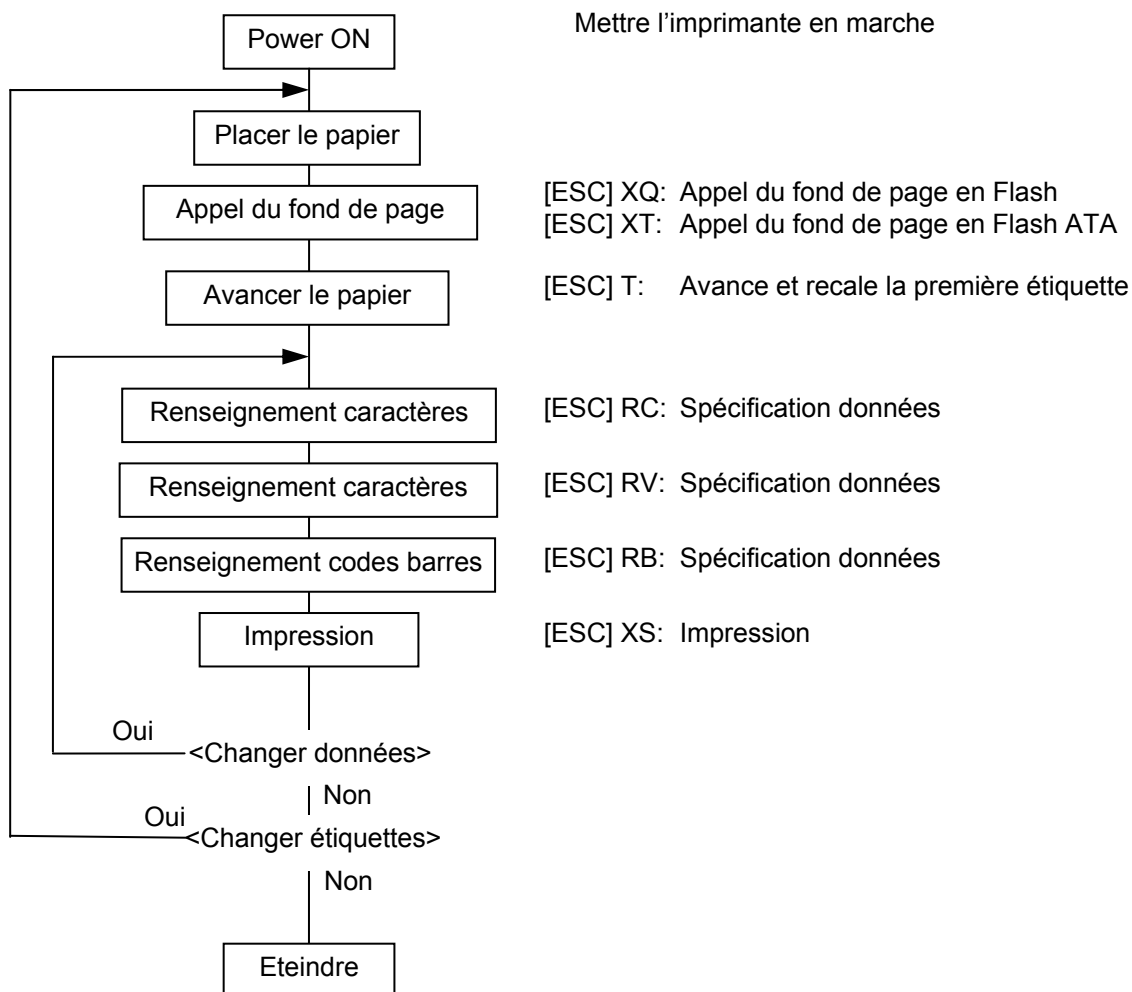 Power ON Mettre l’imprimante en marche
Placer le papier
Appel du fond de page [ESC] XQ: Appel du fond de page en Flash
[ESC] XT: Appel du fond de page en Flash ATA
Avancer le papier [ESC] T: Avance et recale la première étiquette
Renseignement caractères [ESC] RC: Spécification données
Renseignement caractères [ESC] RV: Spécification données
Renseignement codes barres [ESC] RB: Spécification données
Impression [ESC] XS: Impression
Oui
<Changer données>
Non
Oui
<Changer étiquettes>
Non
Eteindre